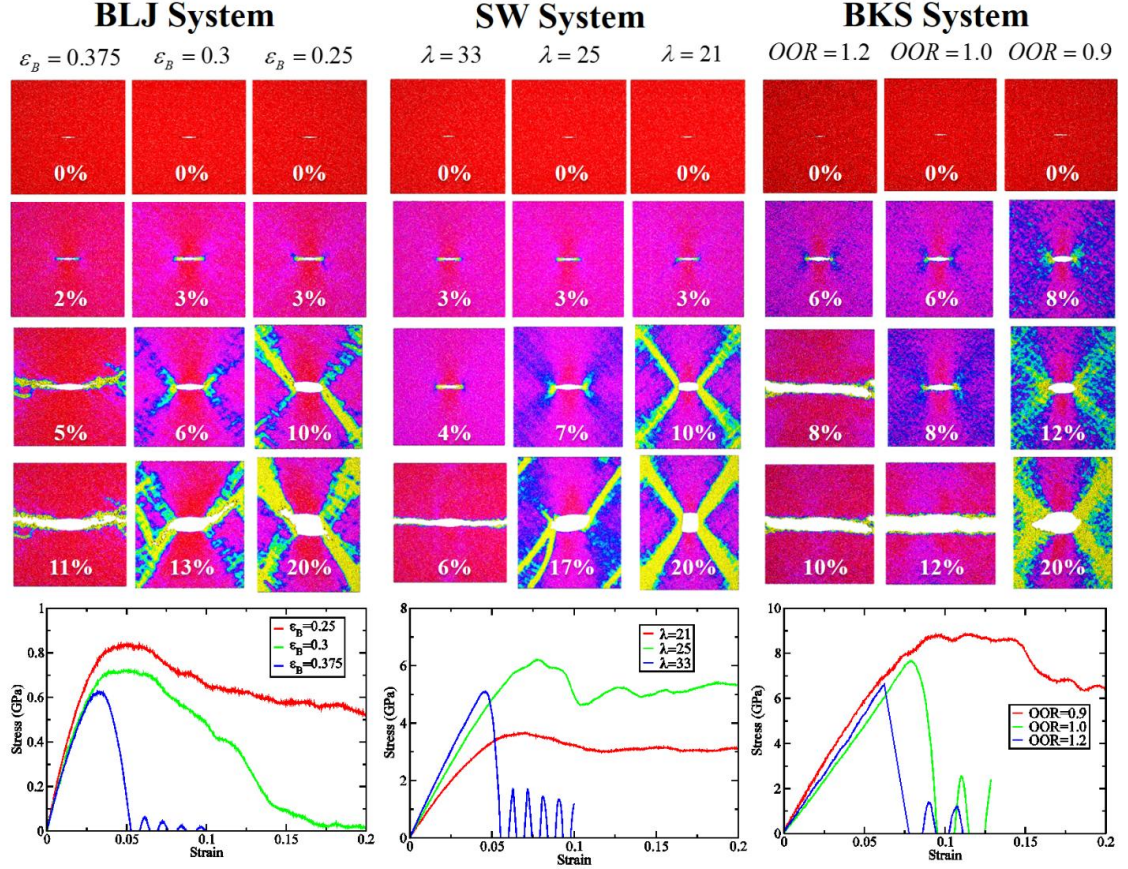 BLJ System SW System BKS System
ε_B = 0.375 ε_B = 0.3 ε_B = 0.25 λ = 33 λ = 25 λ = 21 OOR = 1.2 OOR = 1.0 OOR = 0.9
0% 0% 0% 0% 0% 0% 0% 0% 0%
2% 3% 3% 3% 3% 3% 6% 6% 8%
5% 6% 10% 4% 7% 10% 8% 8% 12%
11% 13% 20% 6% 17% 20% 10% 12% 20%
Stress (GPa)
1
0.8
0.6
0.4
0.2
0
ε_B=0.25
ε_B=0.3
ε_B=0.375
0 0.05 0.1 0.15 0.2
Strain
Stress (GPa)
8
6
4
2
0
λ=21
λ=25
λ=33
0 0.05 0.1 0.15 0.2
Strain
Stress (GPa)
10
8
6
4
2
0
OOR=0.9
OOR=1.0
OOR=1.2
0 0.05 0.1 0.15 0.2
Strain